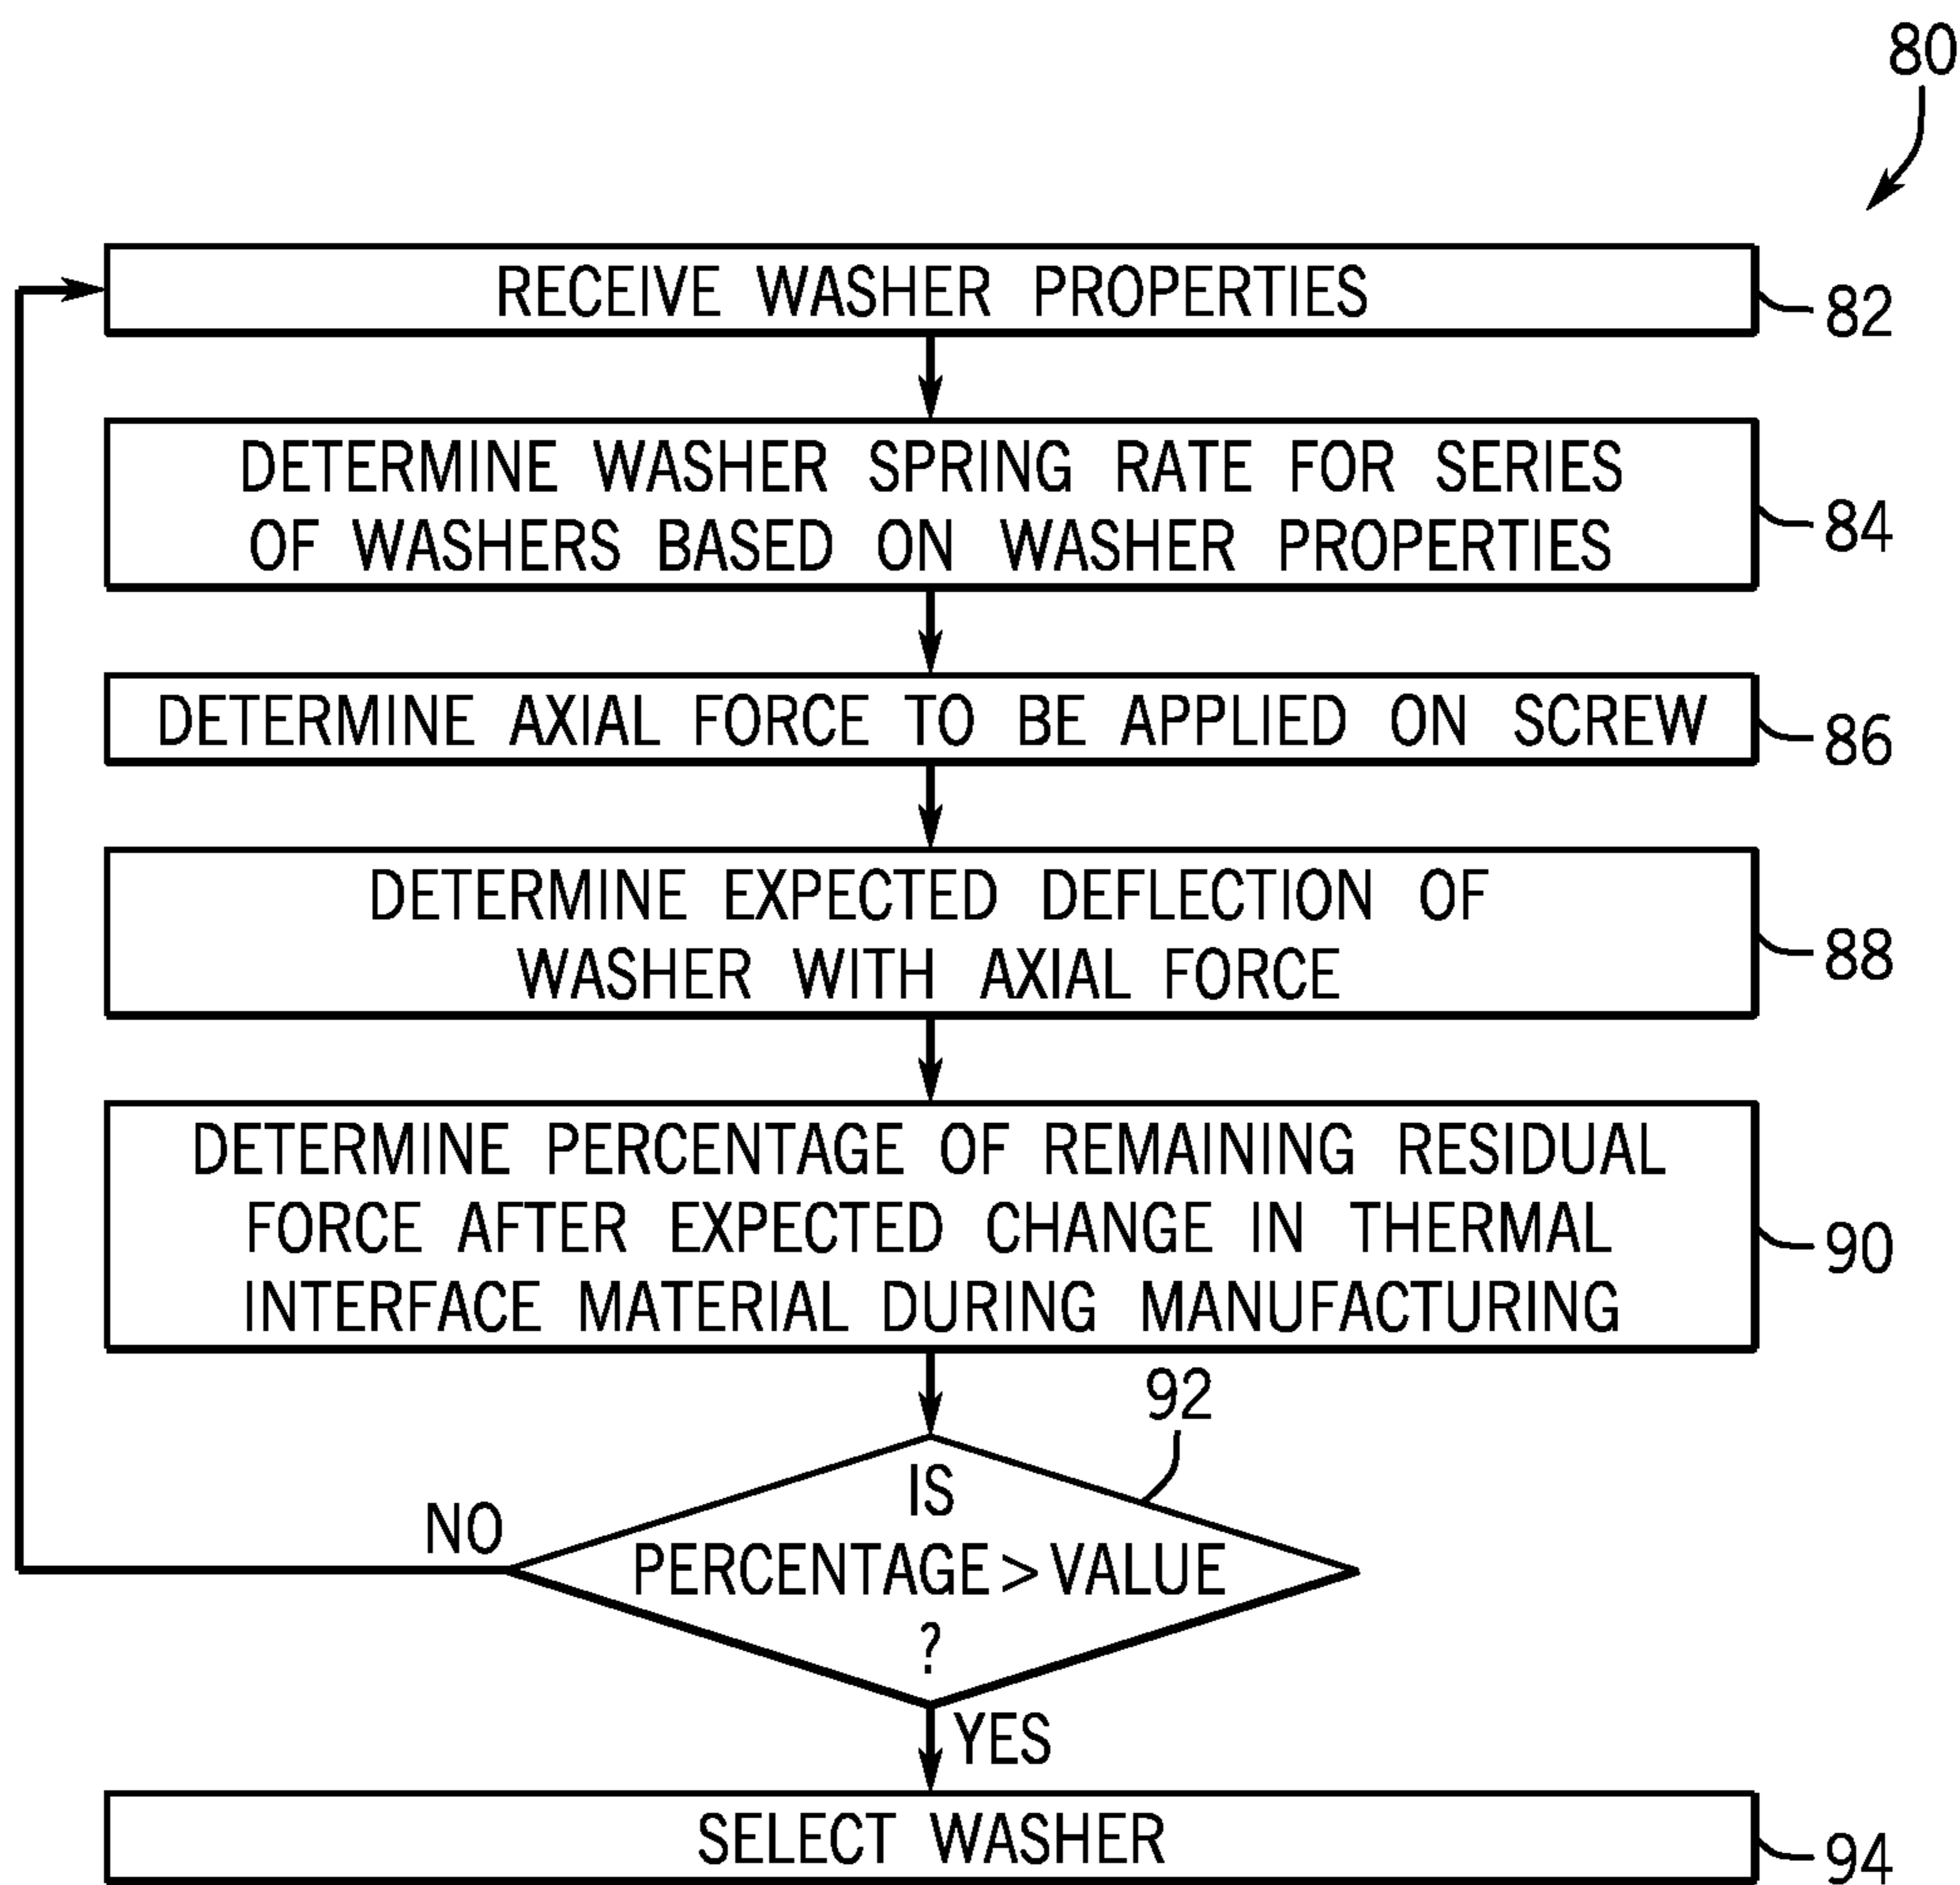 80
RECEIVE WASHER PROPERTIES
82
DETERMINE WASHER SPRING RATE FOR SERIES
OF WASHERS BASED ON WASHER PROPERTIES
84
DETERMINE AXIAL FORCE TO BE APPLIED ON SCREW
86
DETERMINE EXPECTED DEFLECTION OF
WASHER WITH AXIAL FORCE
88
DETERMINE PERCENTAGE OF REMAINING RESIDUAL
FORCE AFTER EXPECTED CHANGE IN THERMAL
INTERFACE MATERIAL DURING MANUFACTURING
90
92
IS
PERCENTAGE > VALUE
?
NO
YES
SELECT WASHER
94